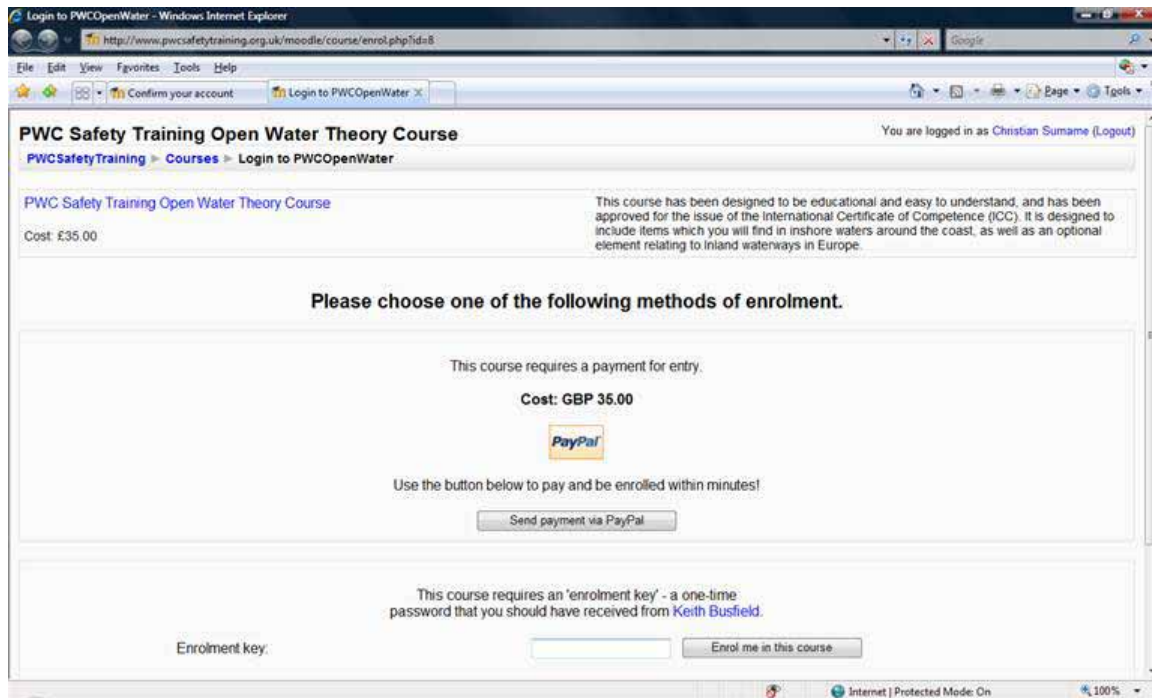 Login to PWCOpenWater - Windows Internet Explorer
http://www.pwcsafetytraining.org.uk/moodle/course/enrol.php?id=8
Google
File Edit View Favorites Tools Help
Confirm your account
Login to PWCOpenWater
Page
Tools
PWC Safety Training Open Water Theory Course
You are logged in as Christian Surname (Logout)
PWCSafetyTraining ► Courses ► Login to PWCOpenWater
PWC Safety Training Open Water Theory Course
Cost: £35.00
This course has been designed to be educational and easy to understand, and has been
approved for the issue of the International Certificate of Competence (ICC). It is designed to
include items which you will find in inshore waters around the coast, as well as an optional
element relating to Inland waterways in Europe.
Please choose one of the following methods of enrolment.
This course requires a payment for entry.
Cost: GBP 35.00
PayPal
Use the button below to pay and be enrolled within minutes!
Send payment via PayPal
This course requires an 'enrolment key' - a one-time
password that you should have received from Keith Busfield.
Enrolment key:
Enrol me in this course
Internet | Protected Mode: On
100%